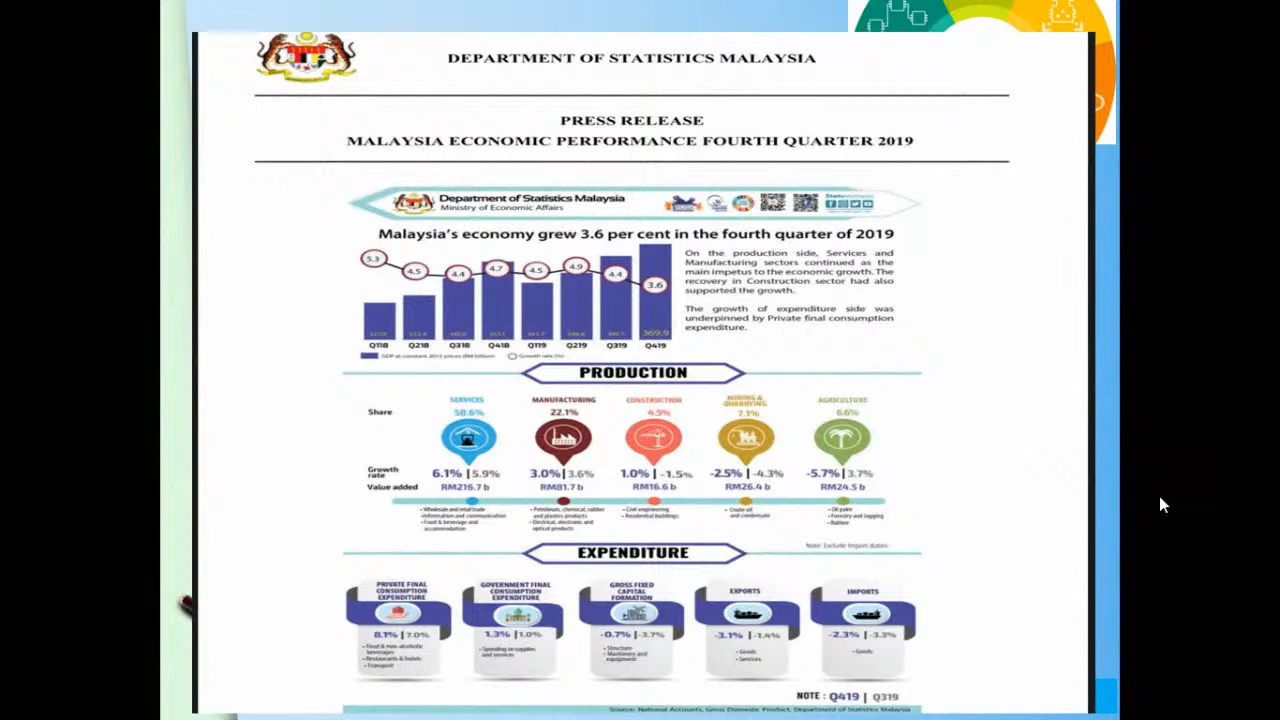 DEPARTMENT OF STATISTICS MALAYSIA
PRESS RELEASE
MALAYSIA ECONOMIC PERFORMANCE FOURTH QUARTER 2019
Department of Statistics Malaysia
Ministry of Economic Affairs
Malaysia's economy grew 3.6 per cent in the fourth quarter of 2019
5.3 4.5 4.4 4.7 4.5 4.9 4.4 3.6
369.9
Q118 Q218 Q318 Q418 Q119 Q219 Q319 Q419
GDP at constant 2015 prices (RM billion) Growth rate (%)
On the production side, Services and
Manufacturing sectors continued as the
main impetus to the economic growth. The
recovery in Construction sector had also
supported the growth.
The growth of expenditure side was
underpinned by Private final consumption
expenditure.
PRODUCTION
SERVICES MANUFACTURING CONSTRUCTION MINING & QUARRYING AGRICULTURE
Share 58.6% 22.1% 4.5% 7.1% 6.6%
Growth rate 6.1% | 5.9% 3.0% | 3.6% 1.0% | -1.5% -2.5% | -4.3% -5.7% | 3.7%
Value added RM216.7 b RM81.7 b RM16.6 b RM26.4 b RM24.5 b
• Wholesale and retail trade
• Information and communication
• Food & beverage and
accommodation
• Petroleum, chemical, rubber
and plastics products
• Electrical, electronic and
optical products
• Civil engineering
• Residential buildings
• Crude oil
and condensate
• Oil palm
• Forestry and logging
• Rubber
Note: Exclude Import duties
EXPENDITURE
PRIVATE FINAL
CONSUMPTION
EXPENDITURE
8.1% | 7.0%
• Food & non-alcoholic
beverages
• Restaurants & hotels
• Transport
GOVERNMENT FINAL
CONSUMPTION
EXPENDITURE
1.3% | 1.0%
• Spending on supplies
and services
GROSS FIXED
CAPITAL
FORMATION
-0.7% | -3.7%
• Structure
• Machinery and
equipment
EXPORTS
-3.1% | -1.4%
• Goods
• Services
IMPORTS
-2.3% | -3.3%
• Goods
NOTE : Q419 | Q319
Source: National Accounts, Gross Domestic Product, Department of Statistics Malaysia